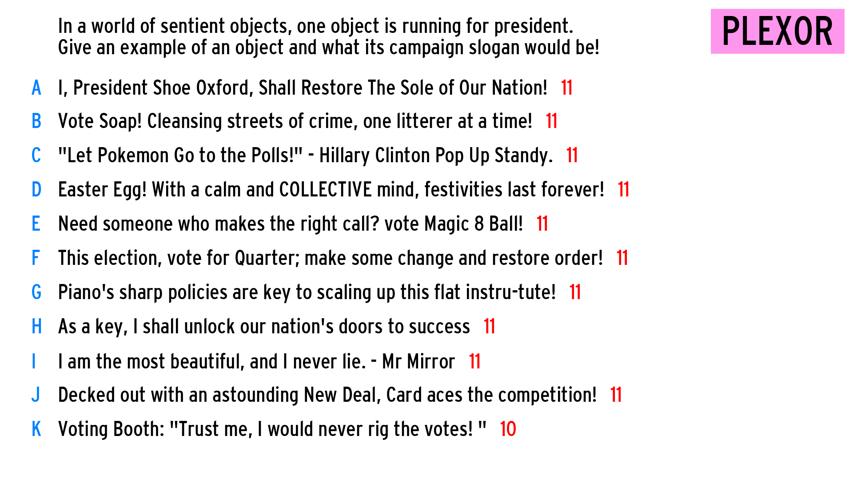 In a world of sentient objects, one object is running for president.
Give an example of an object and what its campaign slogan would be!
PLEXOR
A I, President Shoe Oxford, Shall Restore The Sole of Our Nation! 11
B Vote Soap! Cleansing streets of crime, one litterer at a time! 11
C "Let Pokemon Go to the Polls!" - Hillary Clinton Pop Up Standy. 11
D Easter Egg! With a calm and COLLECTIVE mind, festivities last forever! 11
E Need someone who makes the right call? vote Magic 8 Ball! 11
F This election, vote for Quarter; make some change and restore order! 11
G Piano's sharp policies are key to scaling up this flat instru-tute! 11
H As a key, I shall unlock our nation's doors to success 11
I I am the most beautiful, and I never lie. - Mr Mirror 11
J Decked out with an astounding New Deal, Card aces the competition! 11
K Voting Booth: "Trust me, I would never rig the votes! " 10